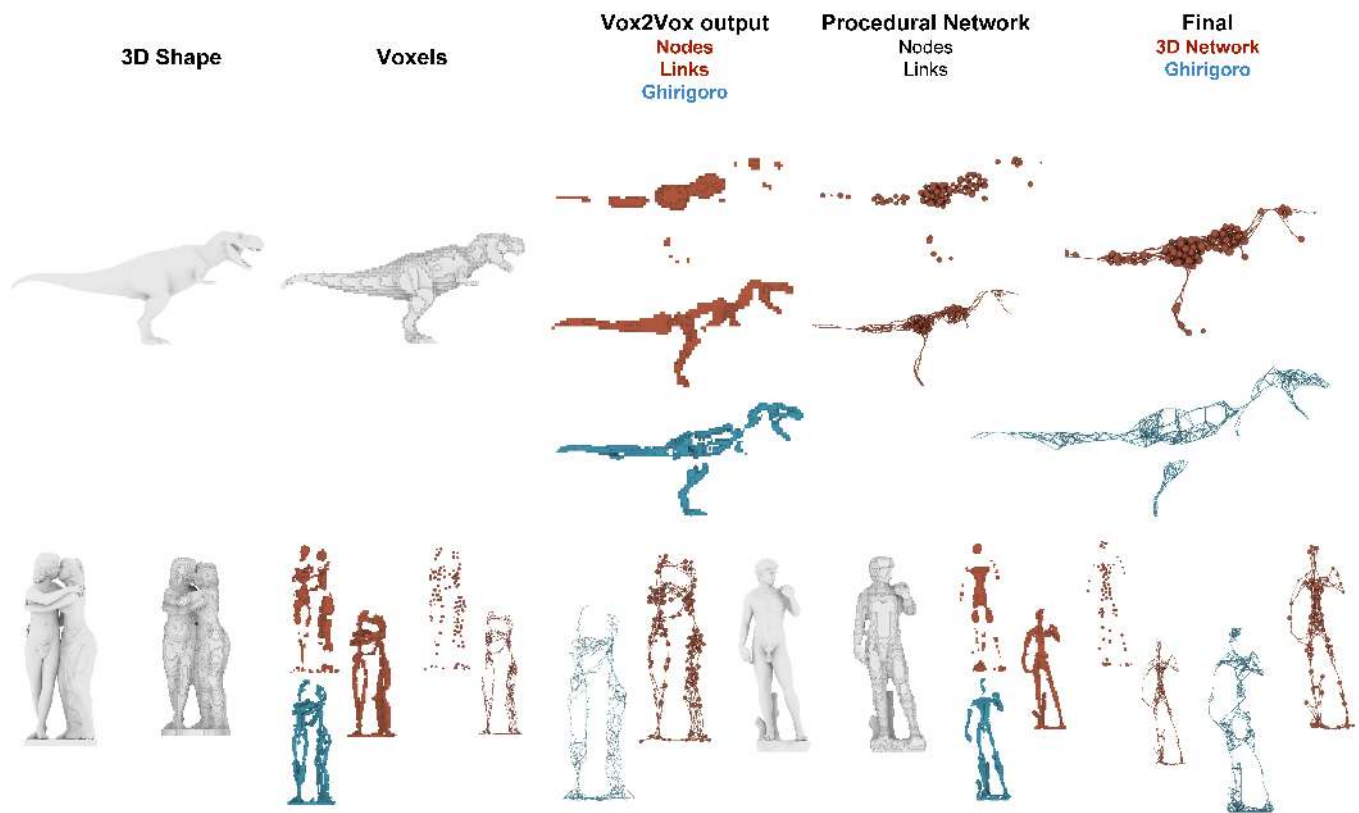 3D Shape
Voxels
Vox2Vox output
Nodes
Links
Ghirigoro
Procedural Network
Nodes
Links
Final
3D Network
Ghirigoro